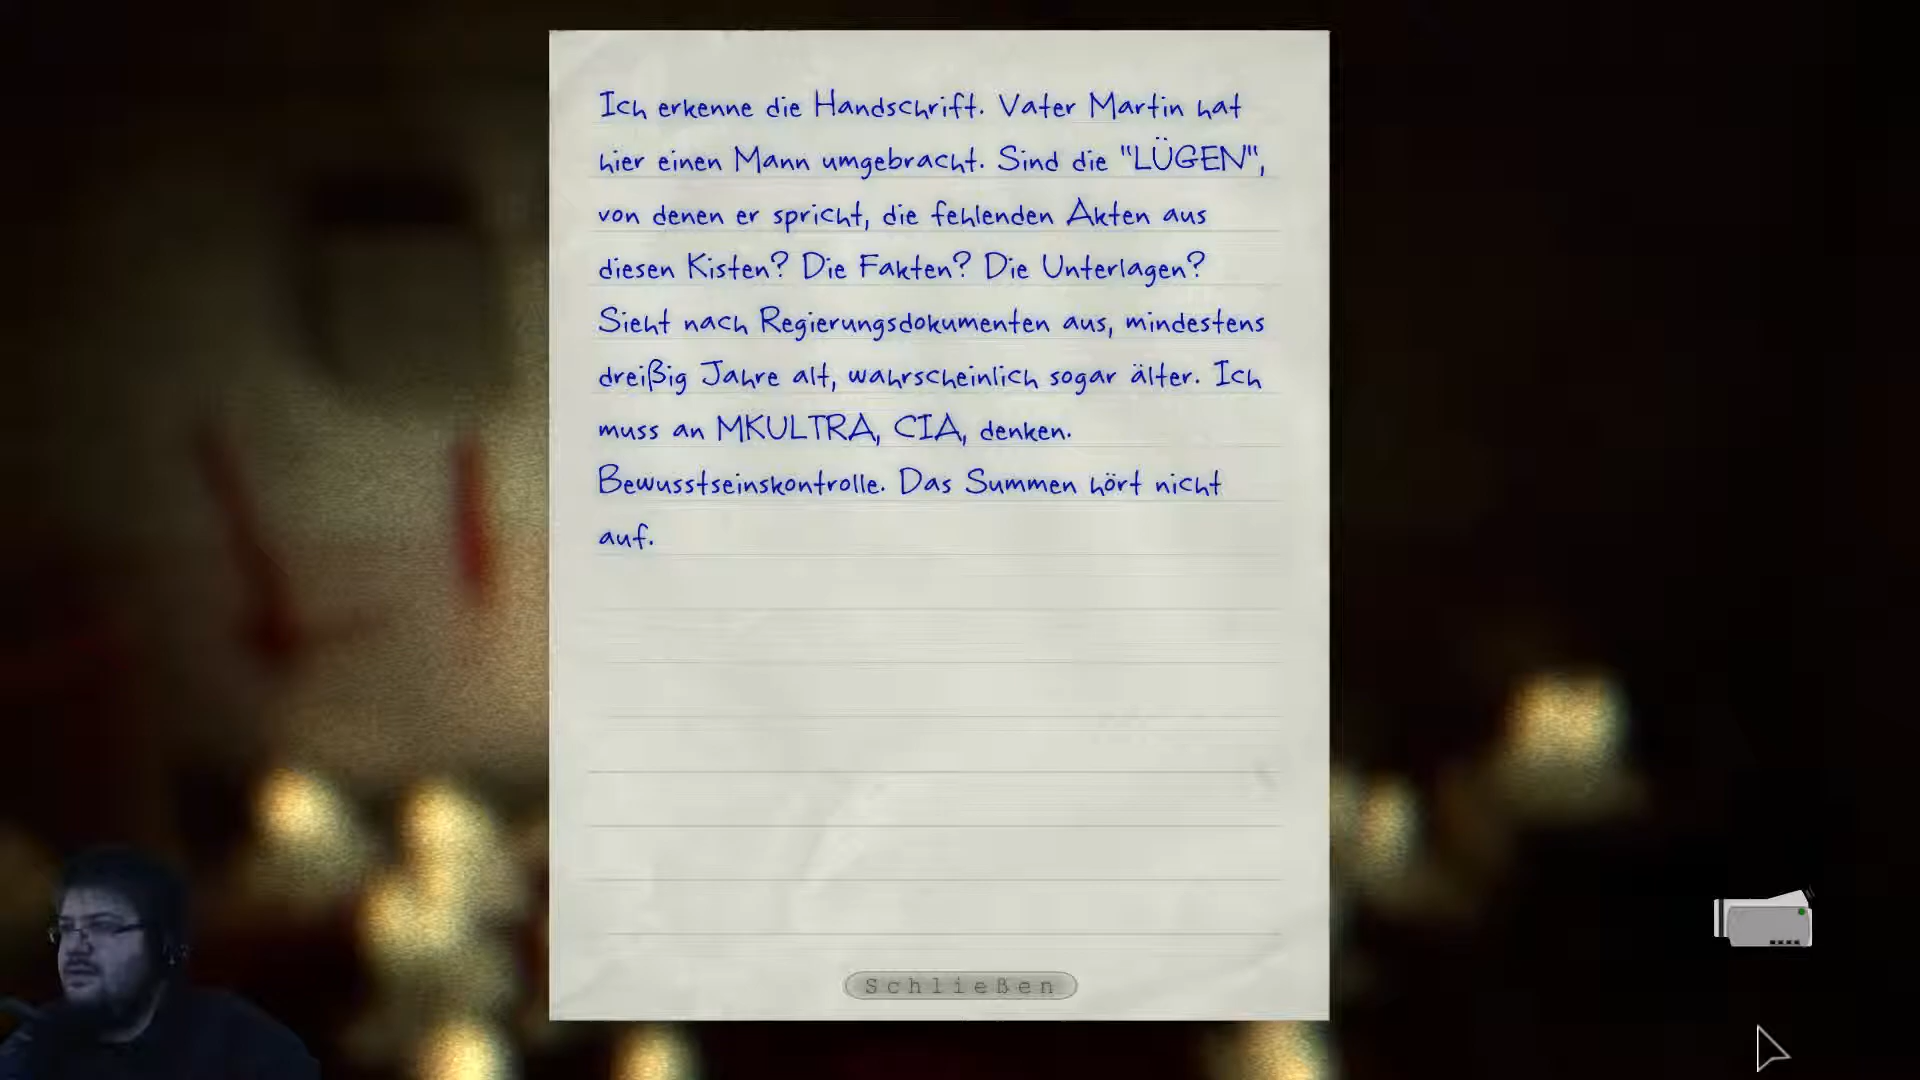 Ich erkenne die Handschrift. Vater Martin hat
hier einen Mann umgebracht. Sind die "LÜGEN",
von denen er spricht, die fehlenden Akten aus
diesen Kisten? Die Fakten? Die Unterlagen?
Sieht nach Regierungsdokumenten aus, mindestens
dreißig Jahre alt, wahrscheinlich sogar älter. Ich
muss an MKULTRA, CIA, denken.
Bewusstseinskontrolle. Das Summen hört nicht
auf.
Schließen